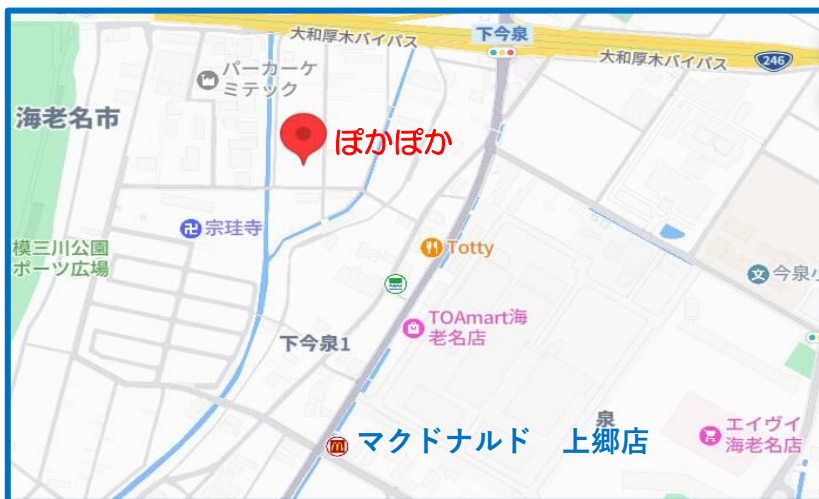 大和厚木バイパス
下今泉
大和厚木バイパス
246
パーカーケ
ミテック
海老名市
ぽかぽか
卍 宗珪寺
模三川公園
ポーツ広場
Totty
文 今泉小
TOAmart海
老名店
下今泉1
泉
マクドナルド 上郷店
エイヴイ
海老名店